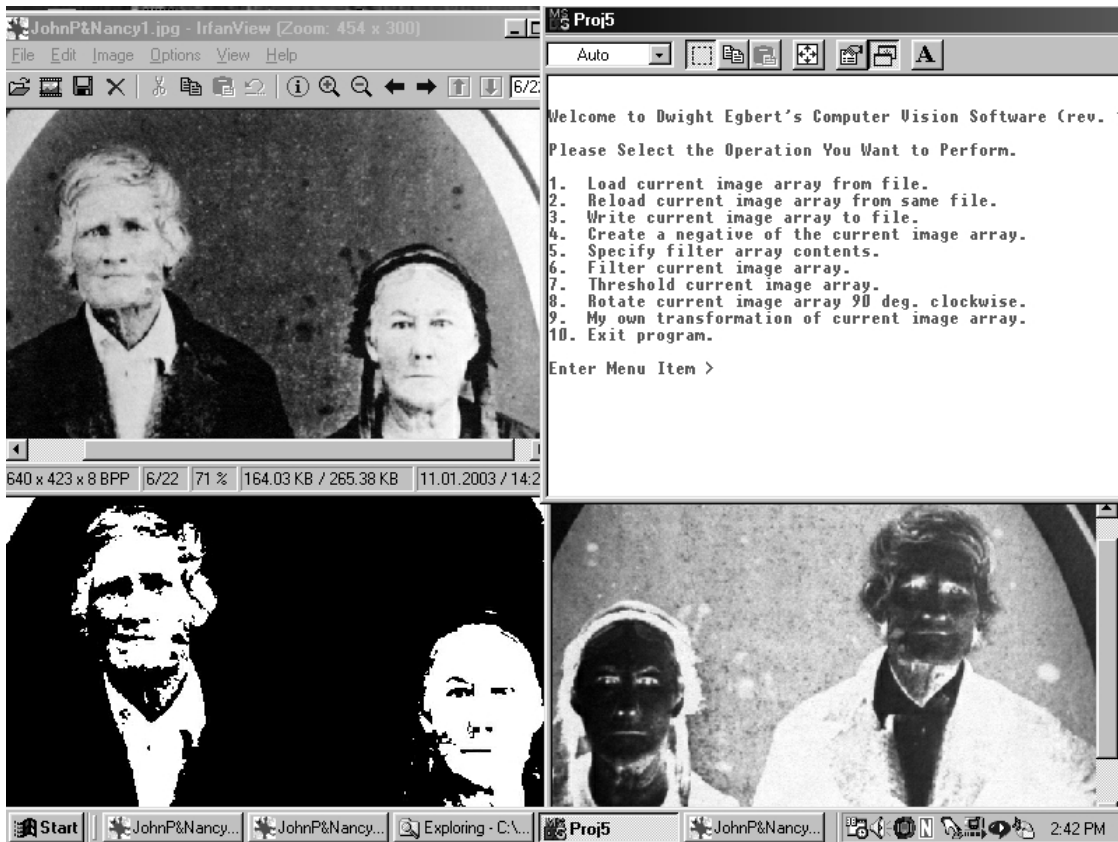 JohnP&Nancy1.jpg - IrfanView (Zoom: 454 x 300)
File Edit Image Options View Help
6/22
640 x 423 x 8 BPP 6/22 71 % 164.03 KB / 265.38 KB 11.01.2003 / 14:2
MS DS Proj5
Auto A
Welcome to Dwight Egbert's Computer Vision Software (rev.
Please Select the Operation You Want to Perform.
1. Load current image array from file.
2. Reload current image array from same file.
3. Write current image array to file.
4. Create a negative of the current image array.
5. Specify filter array contents.
6. Filter current image array.
7. Threshold current image array.
8. Rotate current image array 90 deg. clockwise.
9. My own transformation of current image array.
10. Exit program.
Enter Menu Item >
Start JohnP&Nancy... JohnP&Nancy... Exploring - C:\... Proj5 JohnP&Nancy... N 2:42 PM